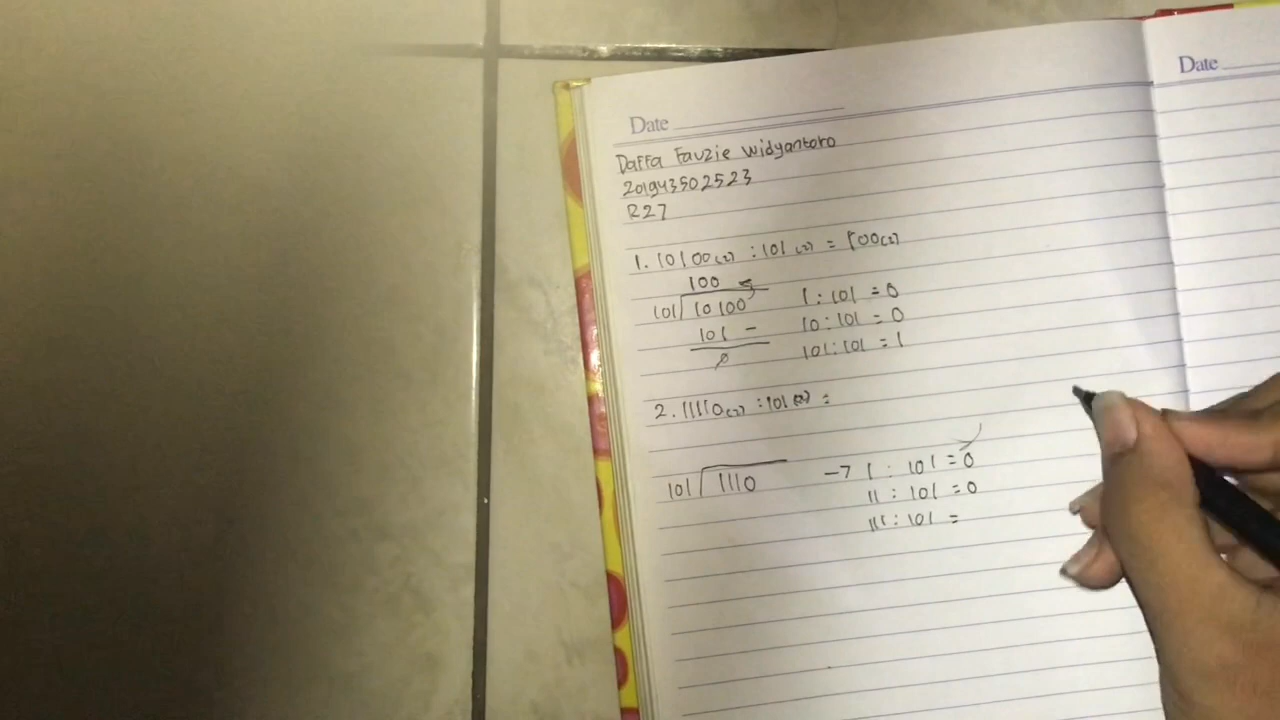 Date
Date
Daffa Fauzie Widyantoro
201943502523
R27
1. 10100(2) : 101(2) = 100(2)
100
101 10100
1 : 101 = 0
101 -
10 : 101 = 0
0
101 : 101 = 1
2. 11110(2) : 101(2) =
101 1110
-7 1 : 101 = 0
11 : 101 = 0
111 : 101 =